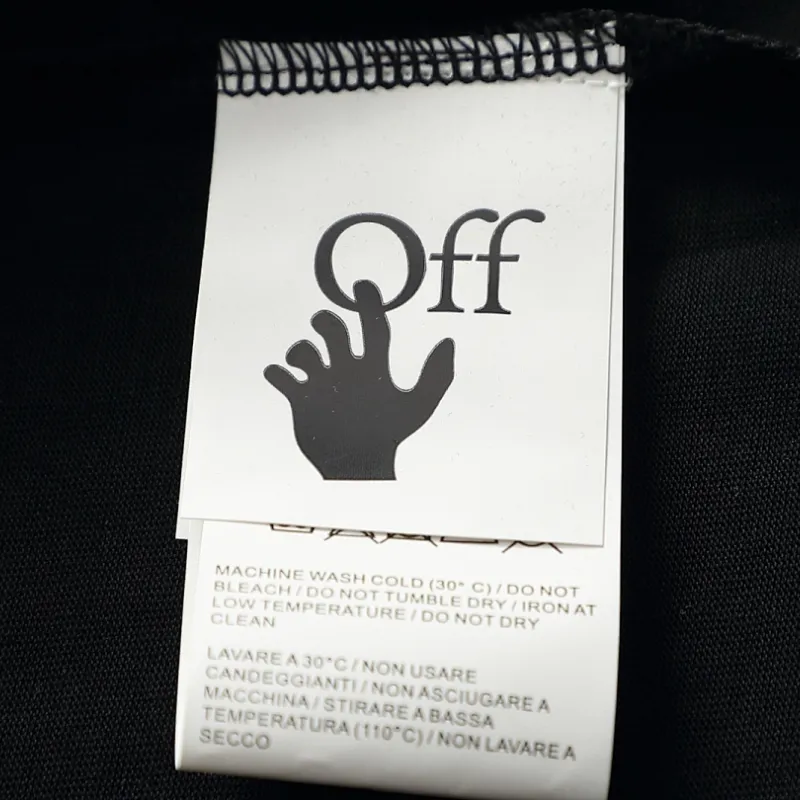 Off
MACHINE WASH COLD (30° C) / DO NOT
BLEACH / DO NOT TUMBLE DRY / IRON AT
LOW TEMPERATURE / DO NOT DRY
CLEAN
LAVARE A 30°C / NON USARE
CANDEGGIANTI / NON ASCIUGARE A
MACCHINA / STIRARE A BASSA
TEMPERATURA (110°C) / NON LAVARE A
SECCO